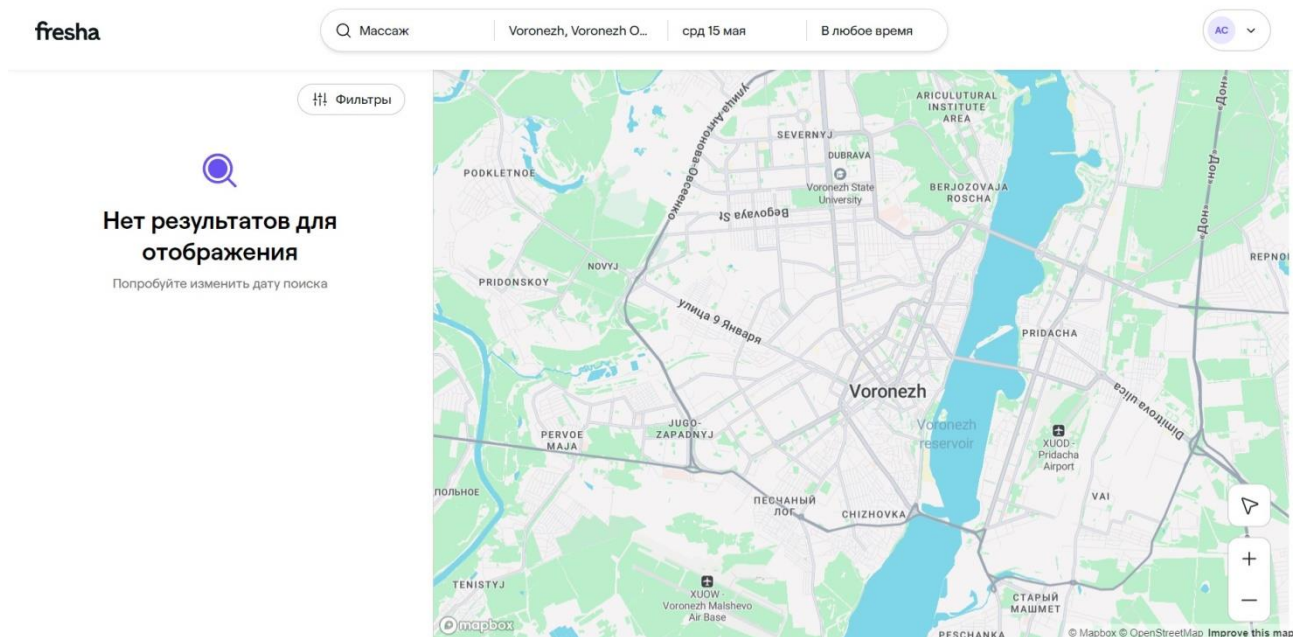 fresha
Массаж
Voronezh, Voronezh O...
срд 15 мая
В любое время
AC
Фильтры
Нет результатов для
отображения
Попробуйте изменить дату поиска
ARICULUTURAL
INSTITUTE
AREA
улица Антонова-Овсеенко
SEVERNYJ
DUBRAVA
PODKLETNOE
Voronezh State
University
BERJOZOVAJA
ROSCHA
Begovaya St
«Дон»
«Дон»
«Дон»
REPNO
NOVYJ
PRIDONSKOY
улица 9 Января
PRIDACHA
Voronezh
Dimitrova ulica
Voronezh
reservoir
JUGO-
ZAPADNYJ
PERVOE
MAJA
XUOD -
Pridacha
Airport
ПОЛЬНОЕ
ПЕСЧАНЫЙ
ЛОГ
CHIZHOVKA
VAI
TENISTYJ
XUOW -
Voronezh Malshevo
Air Base
СТАРЫЙ
МАШМЕТ
PESCHANKA
mapbox
© Mapbox © OpenStreetMap Improve this map